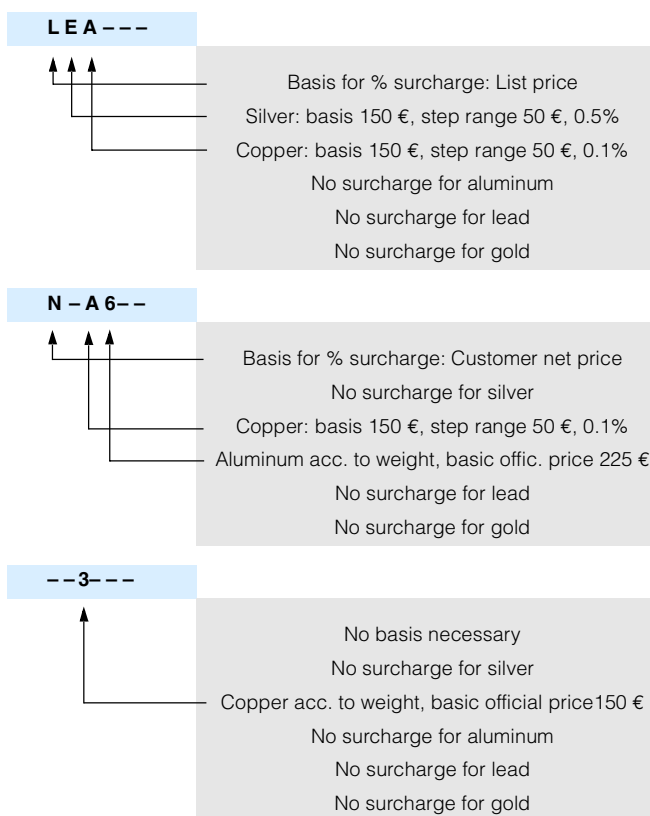 L E A – – –
Basis for % surcharge: List price
Silver: basis 150 €, step range 50 €, 0.5%
Copper: basis 150 €, step range 50 €, 0.1%
No surcharge for aluminum
No surcharge for lead
No surcharge for gold
N – A 6 – –
Basis for % surcharge: Customer net price
No surcharge for silver
Copper: basis 150 €, step range 50 €, 0.1%
Aluminum acc. to weight, basic offic. price 225 €
No surcharge for lead
No surcharge for gold
– – 3 – – –
No basis necessary
No surcharge for silver
Copper acc. to weight, basic official price150 €
No surcharge for aluminum
No surcharge for lead
No surcharge for gold